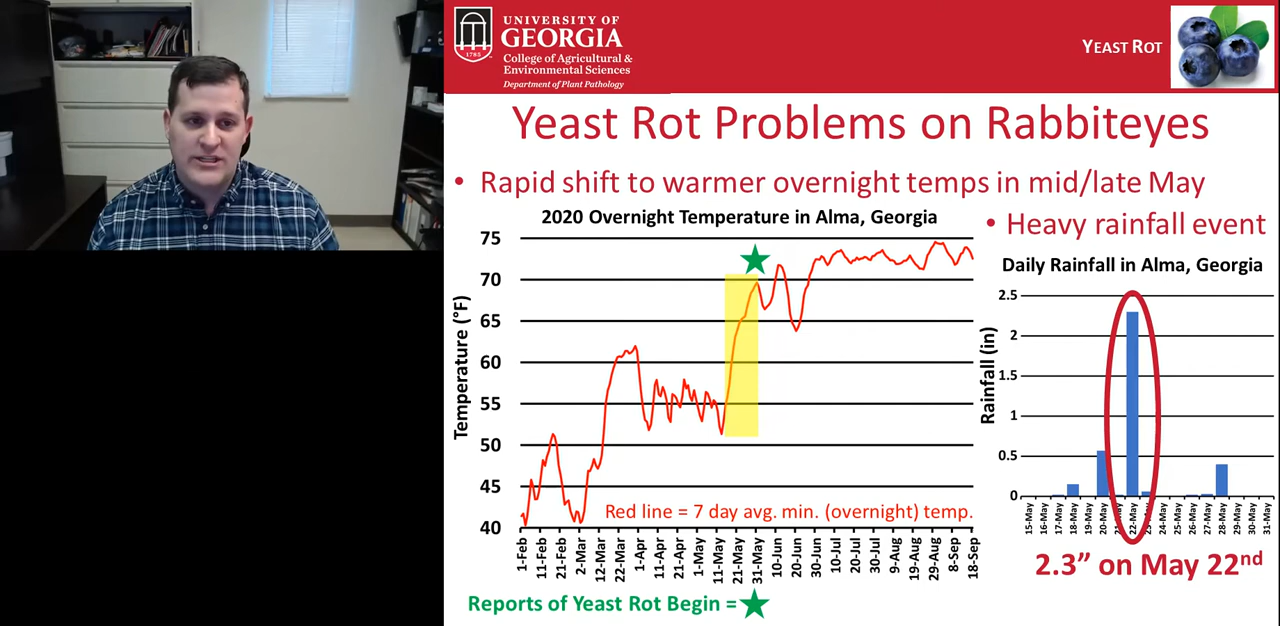 UNIVERSITY OF
GEORGIA
College of Agricultural &
Environmental Sciences
Department of Plant Pathology
1785
YEAST ROT
Yeast Rot Problems on Rabbiteyes
• Rapid shift to warmer overnight temps in mid/late May
2020 Overnight Temperature in Alma, Georgia
Temperature (°F)
75
70
65
60
55
50
45
40
Red line = 7 day avg. min. (overnight) temp.
1-Feb
11-Feb
21-Feb
2-Mar
12-Mar
22-Mar
1-Apr
11-Apr
21-Apr
1-May
11-May
21-May
31-May
10-Jun
20-Jun
30-Jun
10-Jul
20-Jul
30-Jul
9-Aug
19-Aug
29-Aug
8-Sep
18-Sep
Reports of Yeast Rot Begin =
• Heavy rainfall event
Daily Rainfall in Alma, Georgia
Rainfall (in)
2.5
2
1.5
1
0.5
0
15-May
16-May
17-May
18-May
19-May
20-May
22-May
24-May
25-May
26-May
27-May
28-May
29-May
30-May
31-May
2.3” on May 22nd